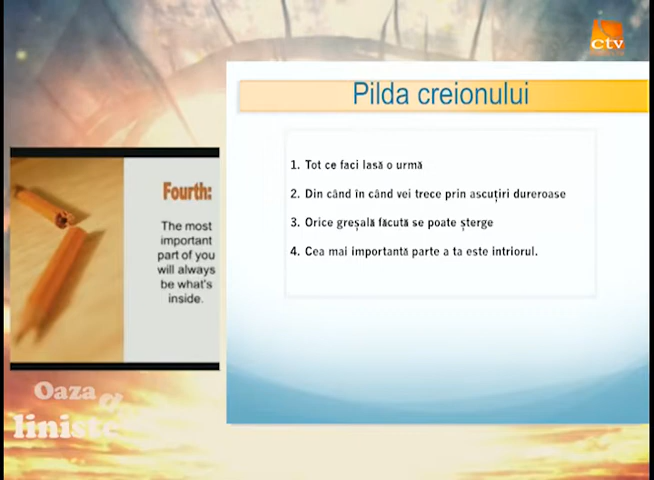 ctv
Pilda creionului
1. Tot ce faci lasă o urmă
2. Din când în când vei trece prin ascuțiri dureroase
3. Orice greșală făcută se poate șterge
4. Cea mai importantă parte a ta este intriorul.
Fourth:
The most
important
part of you
will always
be what's
inside.
Oaza
liniste